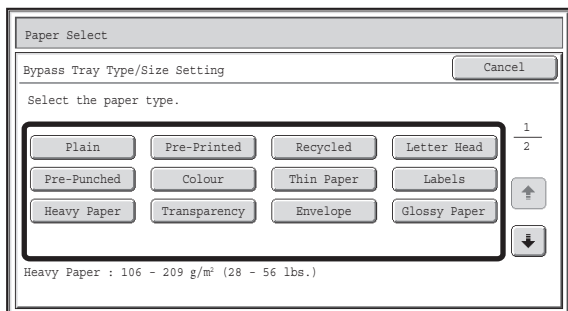 Paper Select
Bypass Tray Type/Size Setting Cancel
Select the paper type.
Plain Pre-Printed Recycled Letter Head
Pre-Punched Colour Thin Paper Labels
Heavy Paper Transparency Envelope Glossy Paper
1
2
Heavy Paper : 106 - 209 g/m² (28 - 56 lbs.)